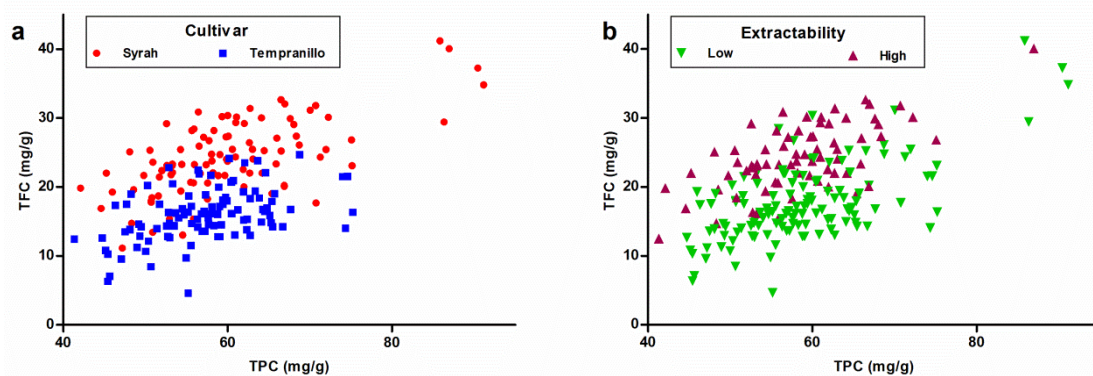 a
Cultivar
Syrah
Tempranillo
TFC (mg/g)
40
30
20
10
0
40
60
80
TPC (mg/g)
b
Extractability
Low
High
TFC (mg/g)
40
30
20
10
0
40
60
80
TPC (mg/g)